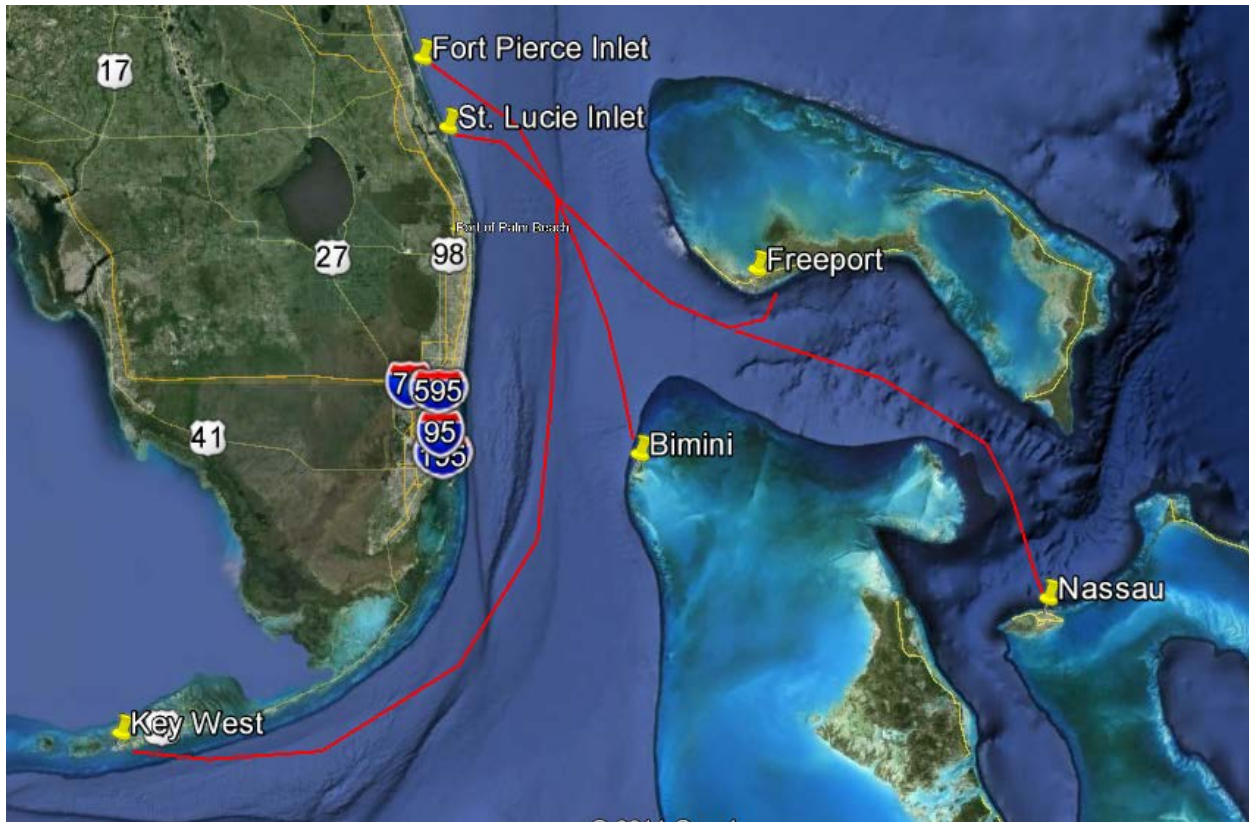 Fort Pierce Inlet
17
St. Lucie Inlet
Port of Palm Beach
27
98
Freeport
595
95
41
195
Bimini
Nassau
Key West